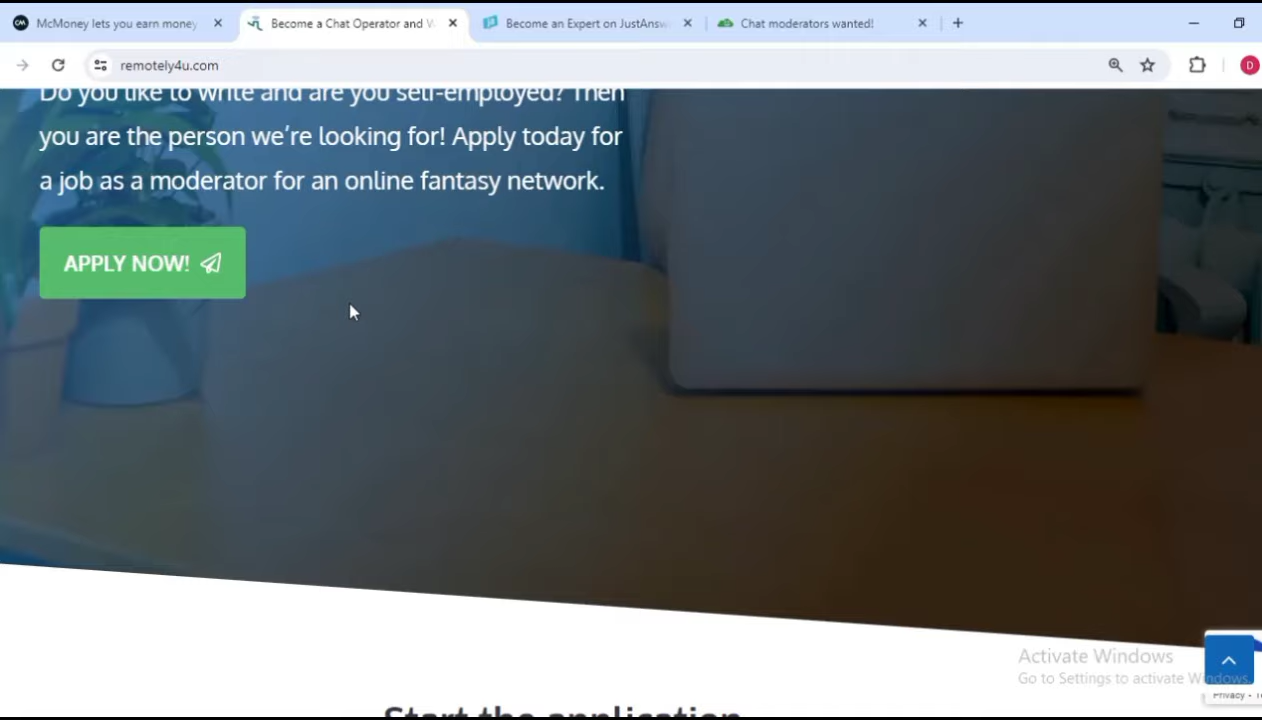 McMoney lets you earn money
Become a Chat Operator and W
Become an Expert on JustAnsw
Chat moderators wanted!
remotely4u.com
D
Do you like to write and are you self-employed? Then
you are the person we're looking for! Apply today for
a job as a moderator for an online fantasy network.
APPLY NOW!
Activate Windows
Go to Settings to activate Windows.
Privacy -
Start the application